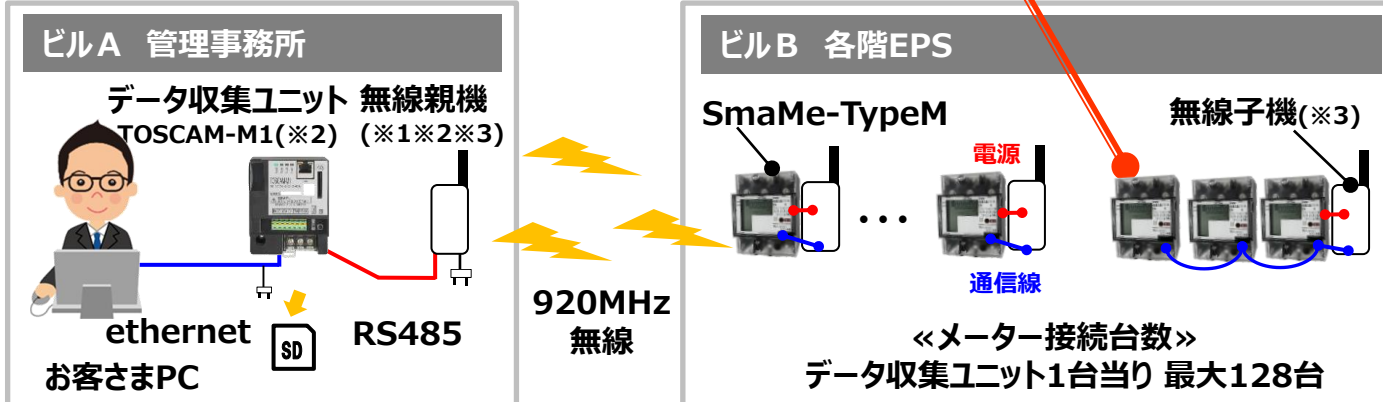 ビルA 管理事務所
データ収集ユニット 無線親機
TOSCAM-M1(※2) (※1※2※3)
ethernet
SD
RS485
お客さまPC
920MHz
無線
ビルB 各階EPS
SmaMe-TypeM
無線子機(※3)
電源
・・・
通信線
≪メーター接続台数≫
データ収集ユニット1台当り 最大128台